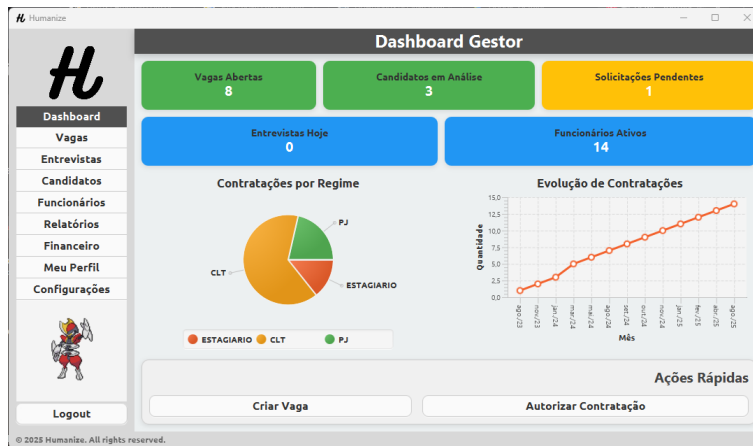 Humanize
Dashboard Gestor
Vagas Abertas
8
Candidatos em Análise
3
Solicitações Pendentes
1
Entrevistas Hoje
0
Funcionários Ativos
14
H
Dashboard
Vagas
Entrevistas
Candidatos
Funcionários
Relatórios
Financeiro
Meu Perfil
Configurações
Logout
Contratações por Regime
PJ
CLT
ESTAGIARIO
ESTAGIARIO CLT PJ
Evolução de Contratações
Quantidade
15,0
12,5
10,0
7,5
5,0
2,5
0,0
ago./23
nov./23
jan./24
mar./24
mai./24
ago./24
set./24
out./24
nov./24
jan./25
fev./25
abr./25
ago./25
Mês
Ações Rápidas
Criar Vaga
Autorizar Contratação
© 2025 Humanize. All rights reserved.